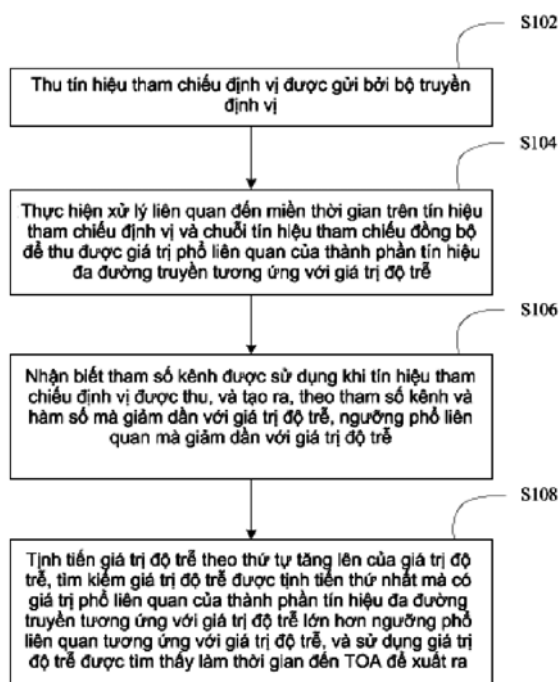 S102
Thu tín hiệu tham chiếu định vị được gửi bởi bộ truyền
định vị
S104
Thực hiện xử lý liên quan đến miền thời gian trên tín hiệu
tham chiếu định vị và chuỗi tín hiệu tham chiếu đồng bộ
để thu được giá trị phổ liên quan của thành phần tín hiệu
đa đường truyền tương ứng với giá trị độ trễ
S106
Nhận biết tham số kênh được sử dụng khi tín hiệu tham
chiếu định vị được thu, và tạo ra, theo tham số kênh và
hàm số mà giảm dần với giá trị độ trễ, ngưỡng phổ liên
quan mà giảm dần với giá trị độ trễ
S108
Tịnh tiến giá trị độ trễ theo thứ tự tăng lên của giá trị độ
trễ, tìm kiếm giá trị độ trễ được tịnh tiến thứ nhất mà có
giá trị phổ liên quan của thành phần tín hiệu đa đường
truyền tương ứng với giá trị độ trễ lớn hơn ngưỡng phổ
liên quan tương ứng với giá trị độ trễ, và sử dụng giá trị
độ trễ được tìm thấy làm thời gian đến TOA để xuất ra